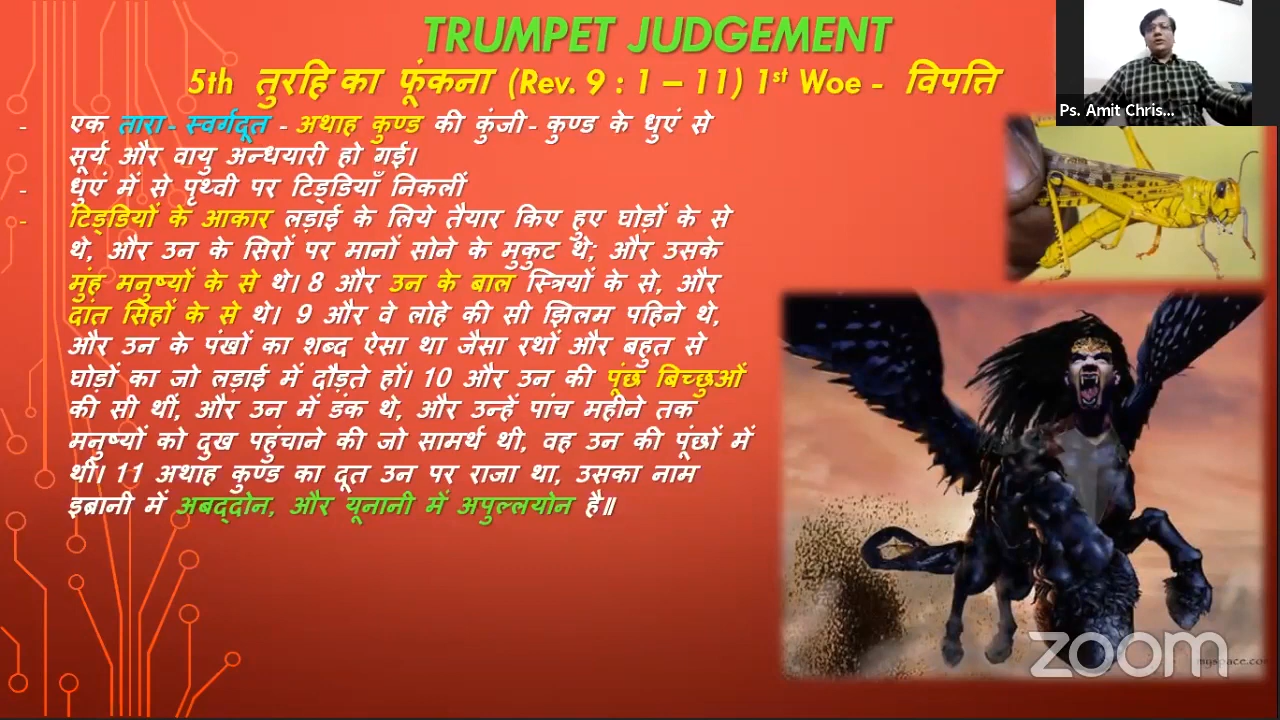 TRUMPET JUDGEMENT
5th तुरहि का फूंकना (Rev. 9 : 1 – 11) 1st Woe - विपति
- एक तारा - स्वर्गदूत - अथाह कुण्ड की कुंजी - कुण्ड के धुएं से
सूर्य और वायु अन्धयारी हो गई।
- धुएं में से पृथ्वी पर टिड्डियाँ निकलीं
- टिड्डियों के आकार लड़ाई के लिये तैयार किए हुए घोड़ों के से
थे, और उन के सिरों पर मानों सोने के मुकुट थे; और उसके
मुंह मनुष्यों के से थे। 8 और उन के बाल स्त्रियों के से, और
दांत सिहों के से थे। 9 और वे लोहे की सी झिलम पहिने थे,
और उन के पंखों का शब्द ऐसा था जैसा रथों और बहुत से
घोड़ों का जो लड़ाई में दौड़ते हों। 10 और उन की पूंछ बिच्छुओं
की सी थीं, और उन में डंक थे, और उन्हें पांच महीने तक
मनुष्यों को दुख पहुंचाने की जो सामर्थ थी, वह उन की पूंछों में
थी। 11 अथाह कुण्ड का दूत उन पर राजा था, उसका नाम
इब्रानी में अबद्दोन, और यूनानी में अपुल्लयोन है॥
Ps. Amit Chris...
zoom
myspace.com